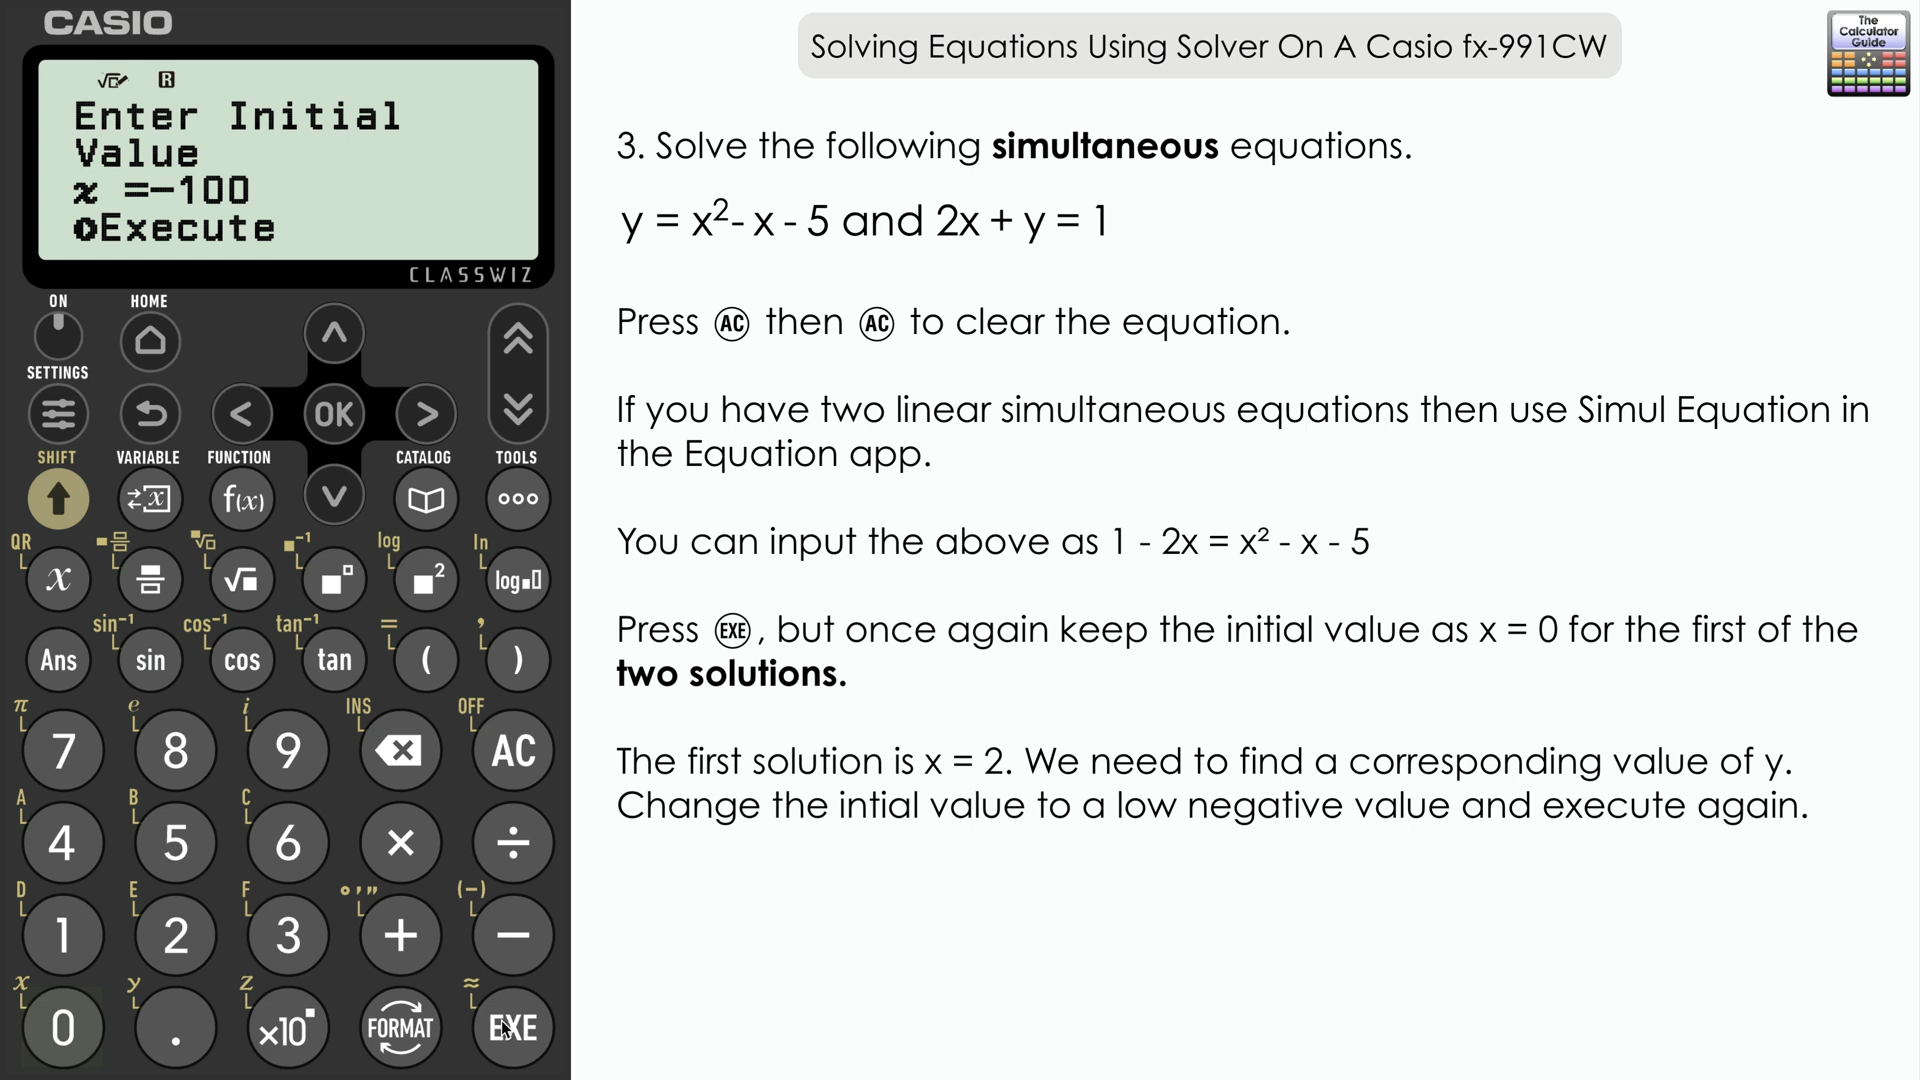 CASIO
√□ R
Enter Initial
Value
x =-100
Execute
CLASSWIZ
ON HOME
SETTINGS
OK
SHIFT VARIABLE FUNCTION CATALOG TOOLS
x f(x)
QR √ -1 log ln
x √■ ■2 log■
sin-1 cos-1 tan-1 = ,
Ans sin cos tan ( )
π e i INS OFF
7 8 9 AC
A B C
4 5 6 × ÷
D E F ° ′ ″ (−)
1 2 3 + −
x y z ≈
0 . ×10■ FORMAT EXE
Solving Equations Using Solver On A Casio fx-991CW
The
Calculator
Guide
3. Solve the following simultaneous equations.
y = x²- x - 5 and 2x + y = 1
Press AC then AC to clear the equation.
If you have two linear simultaneous equations then use Simul Equation in
the Equation app.
You can input the above as 1 - 2x = x² - x - 5
Press EXE, but once again keep the initial value as x = 0 for the first of the
two solutions.
The first solution is x = 2. We need to find a corresponding value of y.
Change the intial value to a low negative value and execute again.